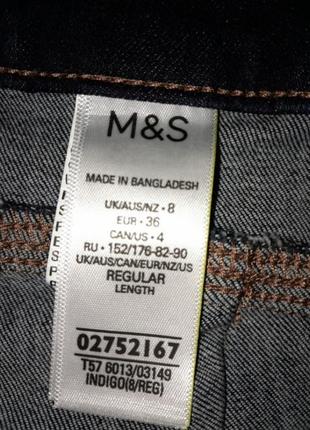 M&S
MADE IN BANGLADESH
UK/AUS/NZ • 8
EUR • 36
CAN/US • 4
RU • 152/176-82-90
UK/AUS/CAN/EUR/NZ/US
REGULAR
LENGTH
02752167
T57 6013/03149
INDIGO(8/REG)